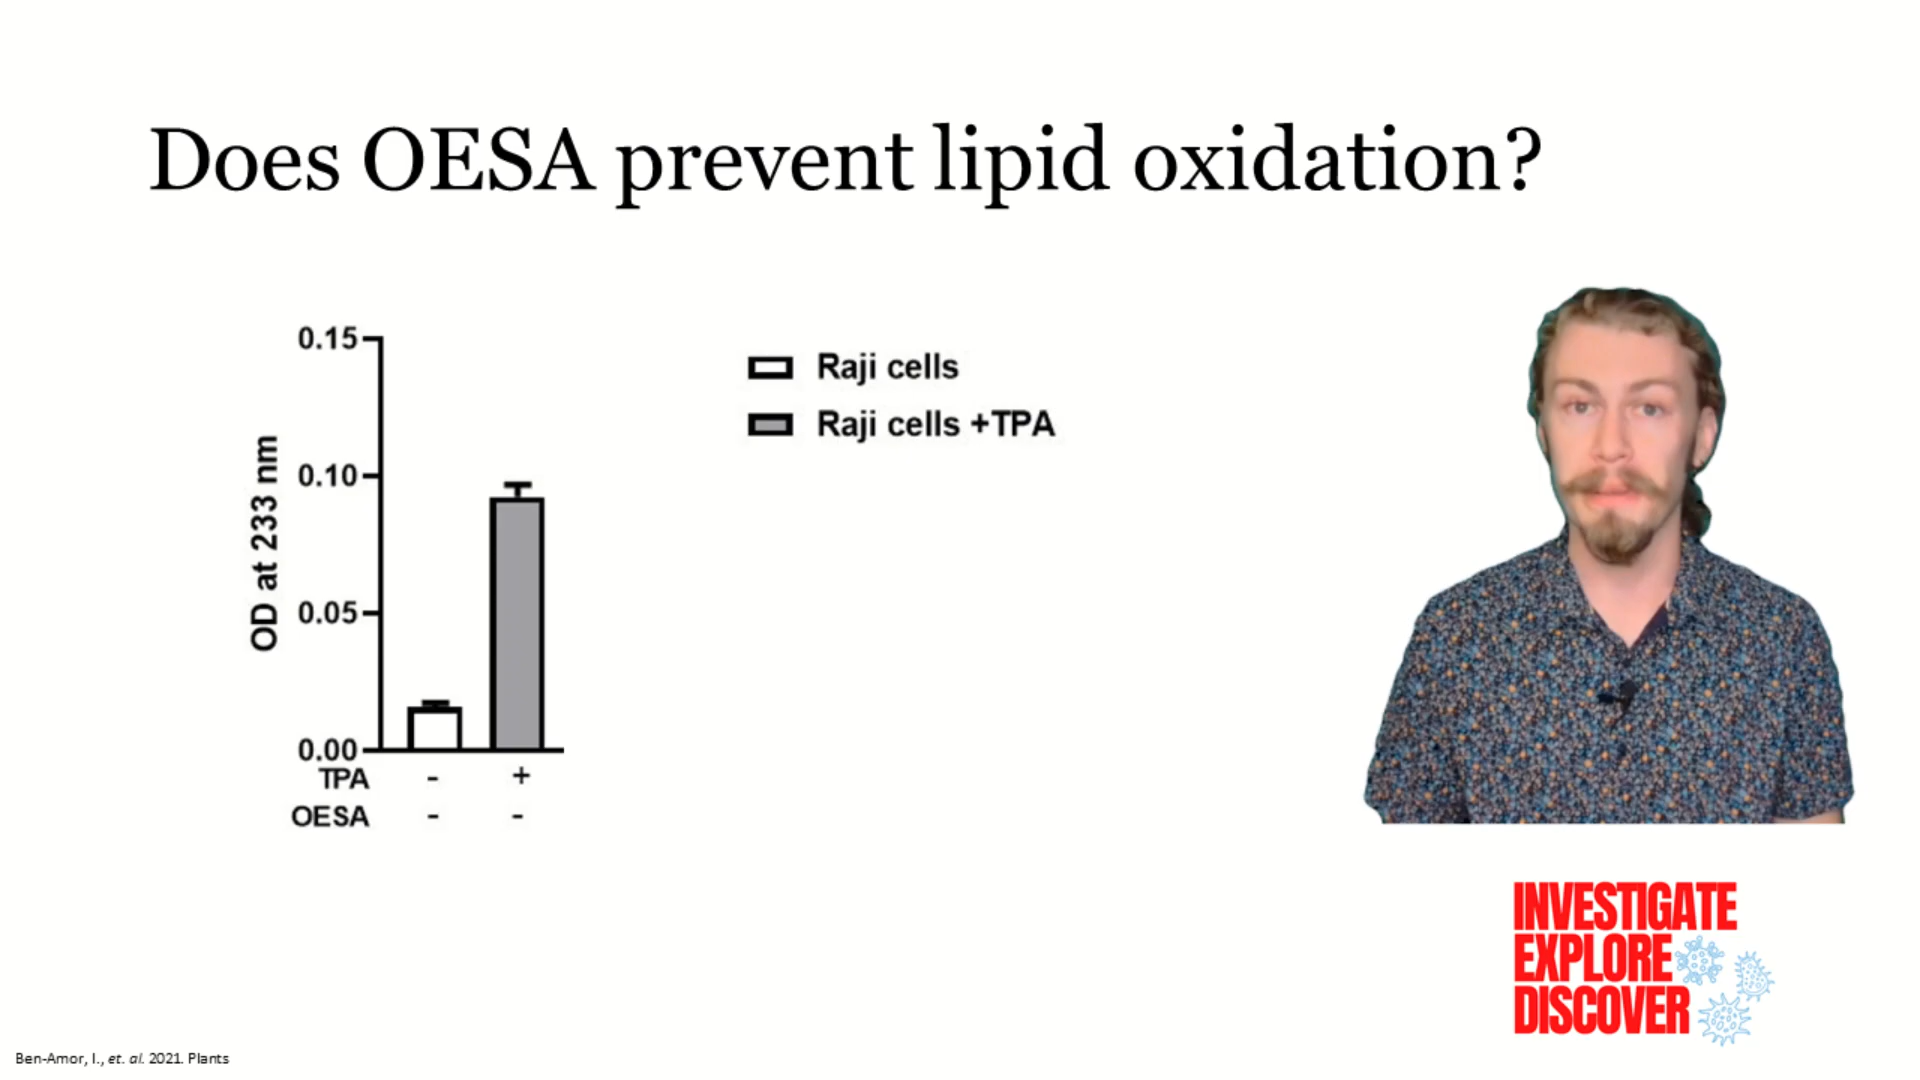 Does OESA prevent lipid oxidation?
0.15
0.10
0.05
0.00
OD at 233 nm
TPA - +
OESA - -
Raji cells
Raji cells +TPA
INVESTIGATE
EXPLORE
DISCOVER
Ben-Amor, I., et. al. 2021. Plants